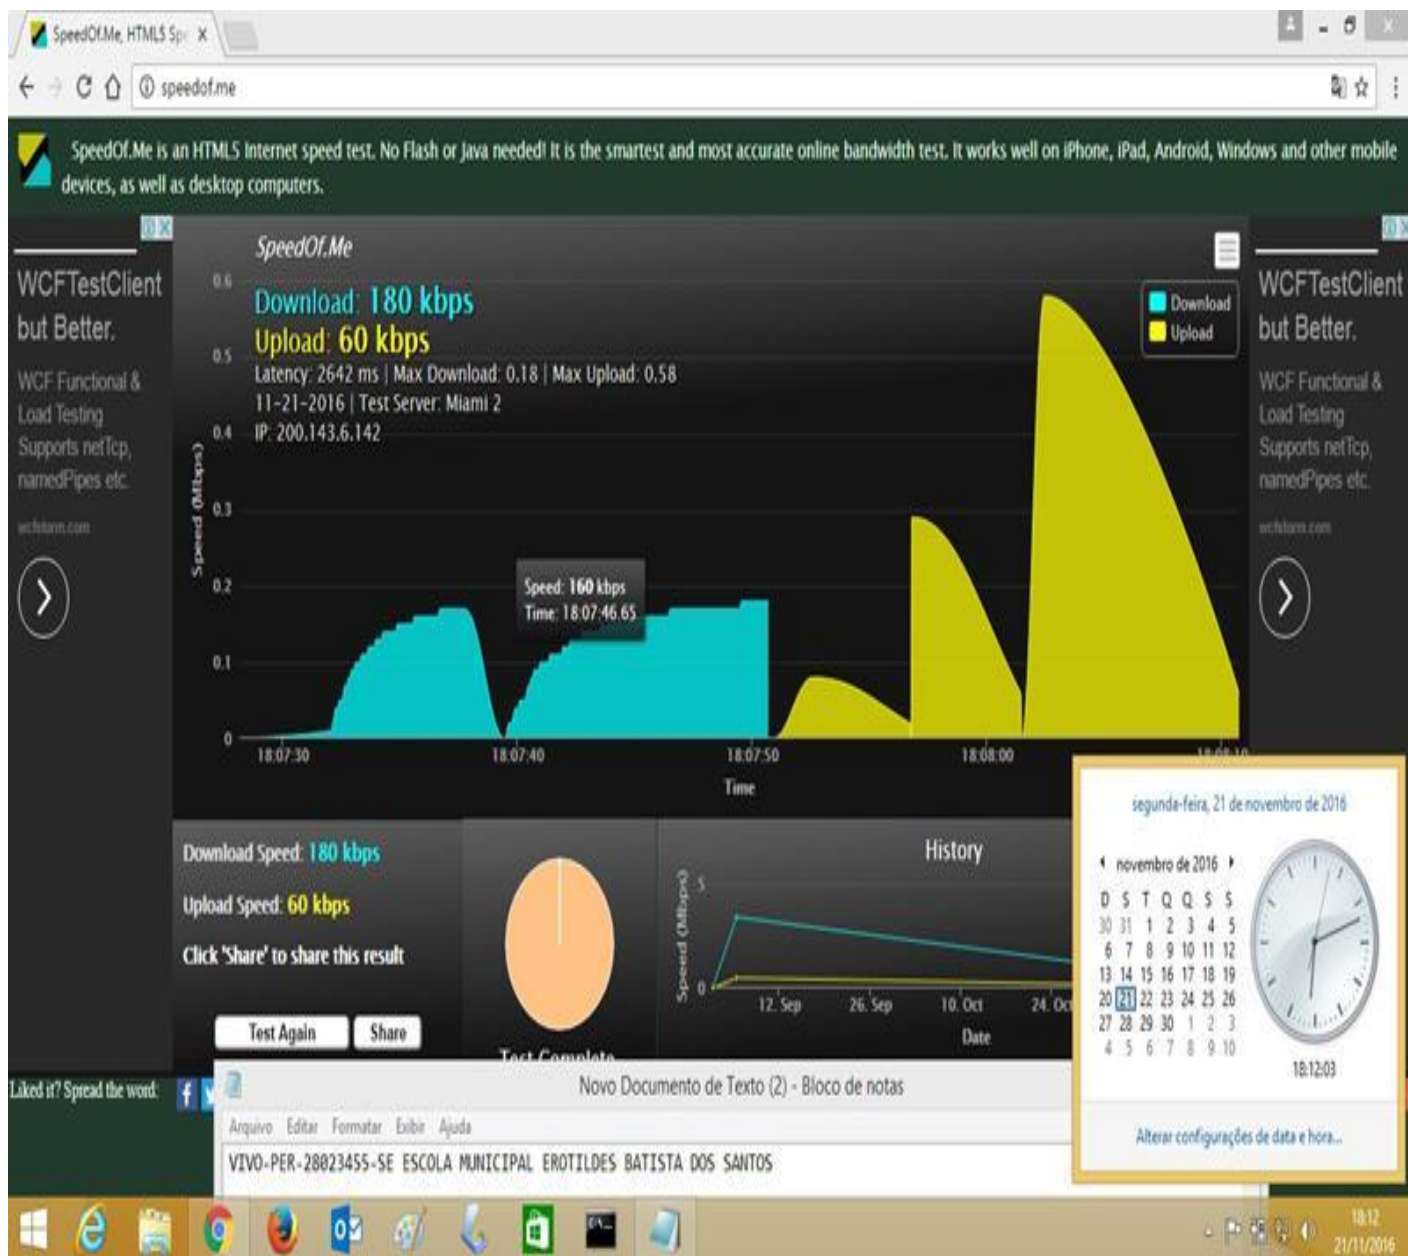 SpeedOf.Me, HTML5 Spe
speedof.me
SpeedOf.Me is an HTML5 Internet speed test. No Flash or Java needed! It is the smartest and most accurate online bandwidth test. It works well on iPhone, iPad, Android, Windows and other mobile
devices, as well as desktop computers.
WCFTestClient
but Better.
WCF Functional &
Load Testing
Supports netTcp,
namedPipes etc.
wcfstorm.com
SpeedOf.Me
Download: 180 kbps
Upload: 60 kbps
Latency: 2642 ms | Max Download: 0.18 | Max Upload: 0.58
11-21-2016 | Test Server: Miami 2
IP: 200.143.6.142
Download
Upload
0.6
0.5
0.4
0.3
0.2
0.1
0
Speed (Mbps)
Speed: 160 kbps
Time: 18:07:46.65
18:07:30 18:07:40 18:07:50 18:08:00 18:08:10
Time
WCFTestClient
but Better.
WCF Functional &
Load Testing
Supports netTcp,
namedPipes etc.
wcfstorm.com
Download Speed: 180 kbps
Upload Speed: 60 kbps
Click 'Share' to share this result
Test Again Share
Test Complete
History
Speed (Mbps)
5
0
12. Sep 26. Sep 10. Oct 24. Oct
Date
segunda-feira, 21 de novembro de 2016
novembro de 2016
D S T Q Q S S
30 31 1 2 3 4 5
6 7 8 9 10 11 12
13 14 15 16 17 18 19
20 21 22 23 24 25 26
27 28 29 30 1 2 3
4 5 6 7 8 9 10
18:12:03
Alterar configurações de data e hora...
Liked it? Spread the word:
Novo Documento de Texto (2) - Bloco de notas
Arquivo Editar Formatar Exibir Ajuda
VIVO-PER-28023455-SE ESCOLA MUNICIPAL EROTILDES BATISTA DOS SANTOS
18:12
21/11/2016